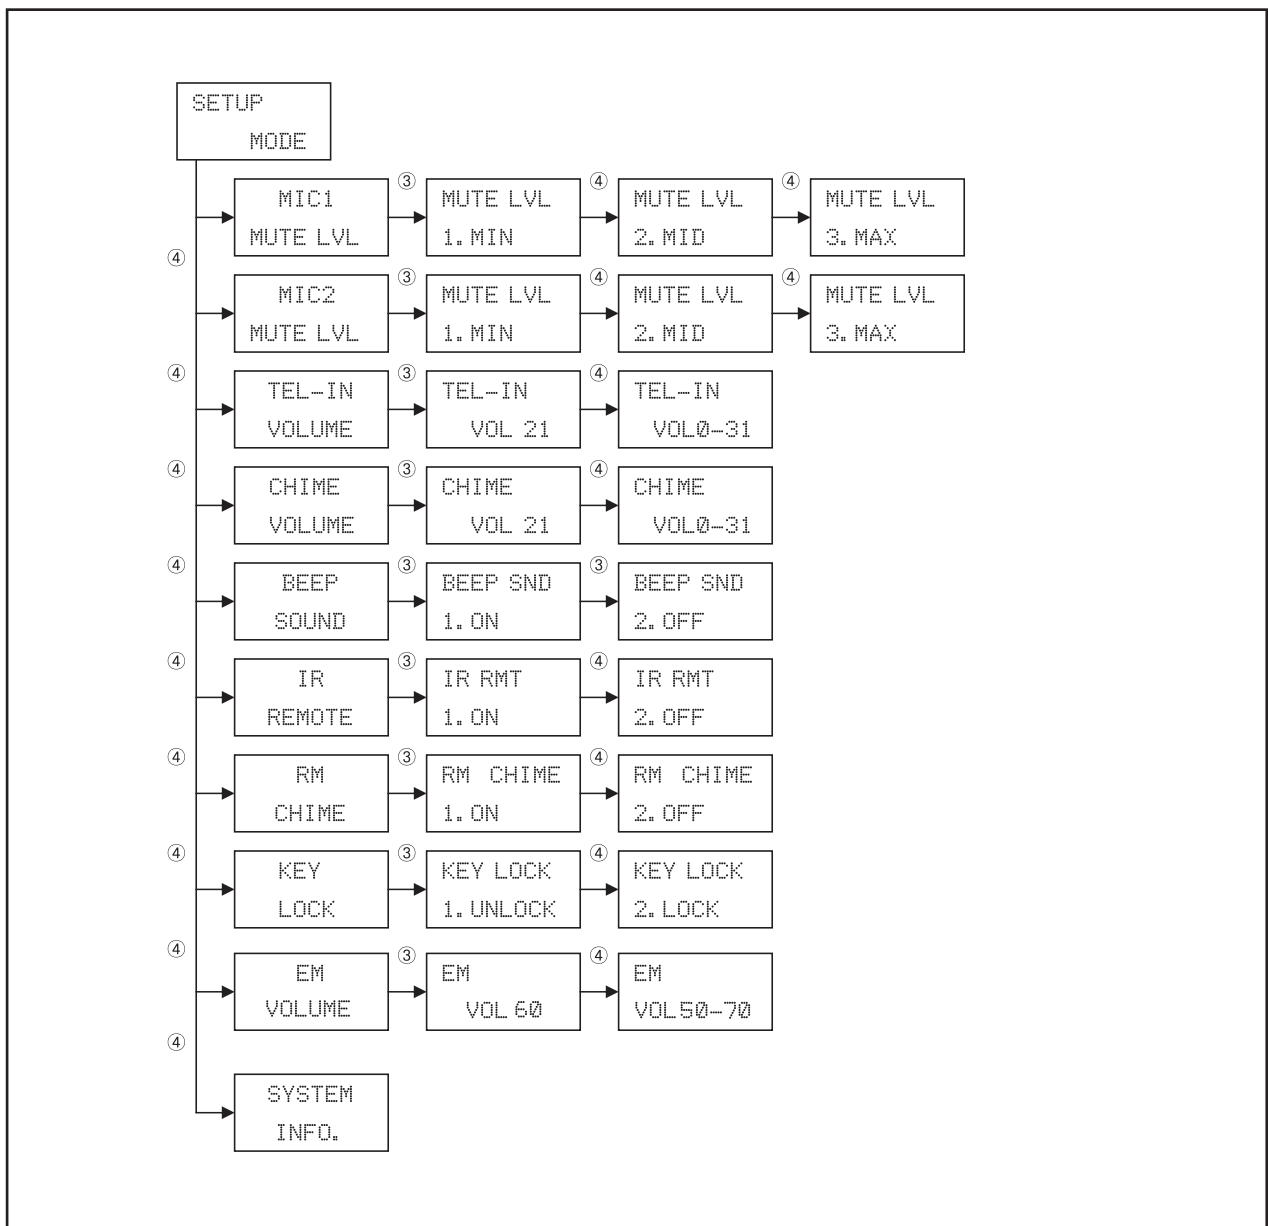 SETUP
MODE
③ ④ ④
MIC1 MUTE LVL MUTE LVL MUTE LVL
MUTE LVL 1. MIN 2. MID 3. MAX
④
③ ④ ④
MIC2 MUTE LVL MUTE LVL MUTE LVL
MUTE LVL 1. MIN 2. MID 3. MAX
④ ③ ④
TEL-IN TEL-IN TEL-IN
VOLUME VOL 21 VOL0-31
④ ③ ④
CHIME CHIME CHIME
VOLUME VOL 21 VOL0-31
④ ③ ③
BEEP BEEP SND BEEP SND
SOUND 1. ON 2. OFF
④ ③ ④
IR IR RMT IR RMT
REMOTE 1. ON 2. OFF
④ ③ ④
RM RM CHIME RM CHIME
CHIME 1. ON 2. OFF
④ ③ ④
KEY KEY LOCK KEY LOCK
LOCK 1. UNLOCK 2. LOCK
④ ③ ④
EM EM EM
VOLUME VOL 60 VOL50-70
④
SYSTEM
INFO.